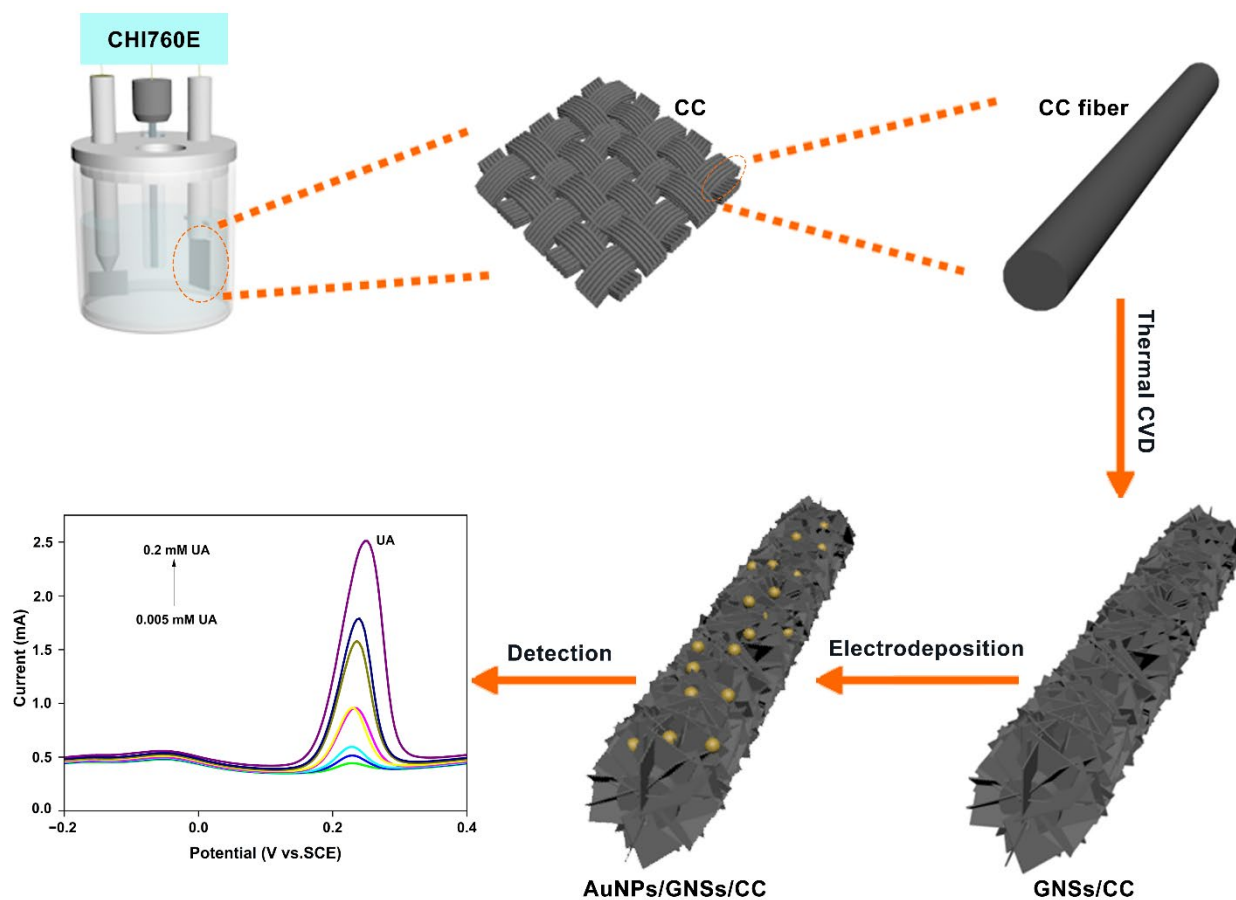 CHI760E
CC
CC fiber
Thermal CVD
GNSs/CC
Electrodeposition
AuNPs/GNSs/CC
Detection
UA
0.2 mM UA
0.005 mM UA
Current (mA)
2.5
2.0
1.5
1.0
0.5
0.0
−0.2
0.0
0.2
0.4
Potential (V vs.SCE)